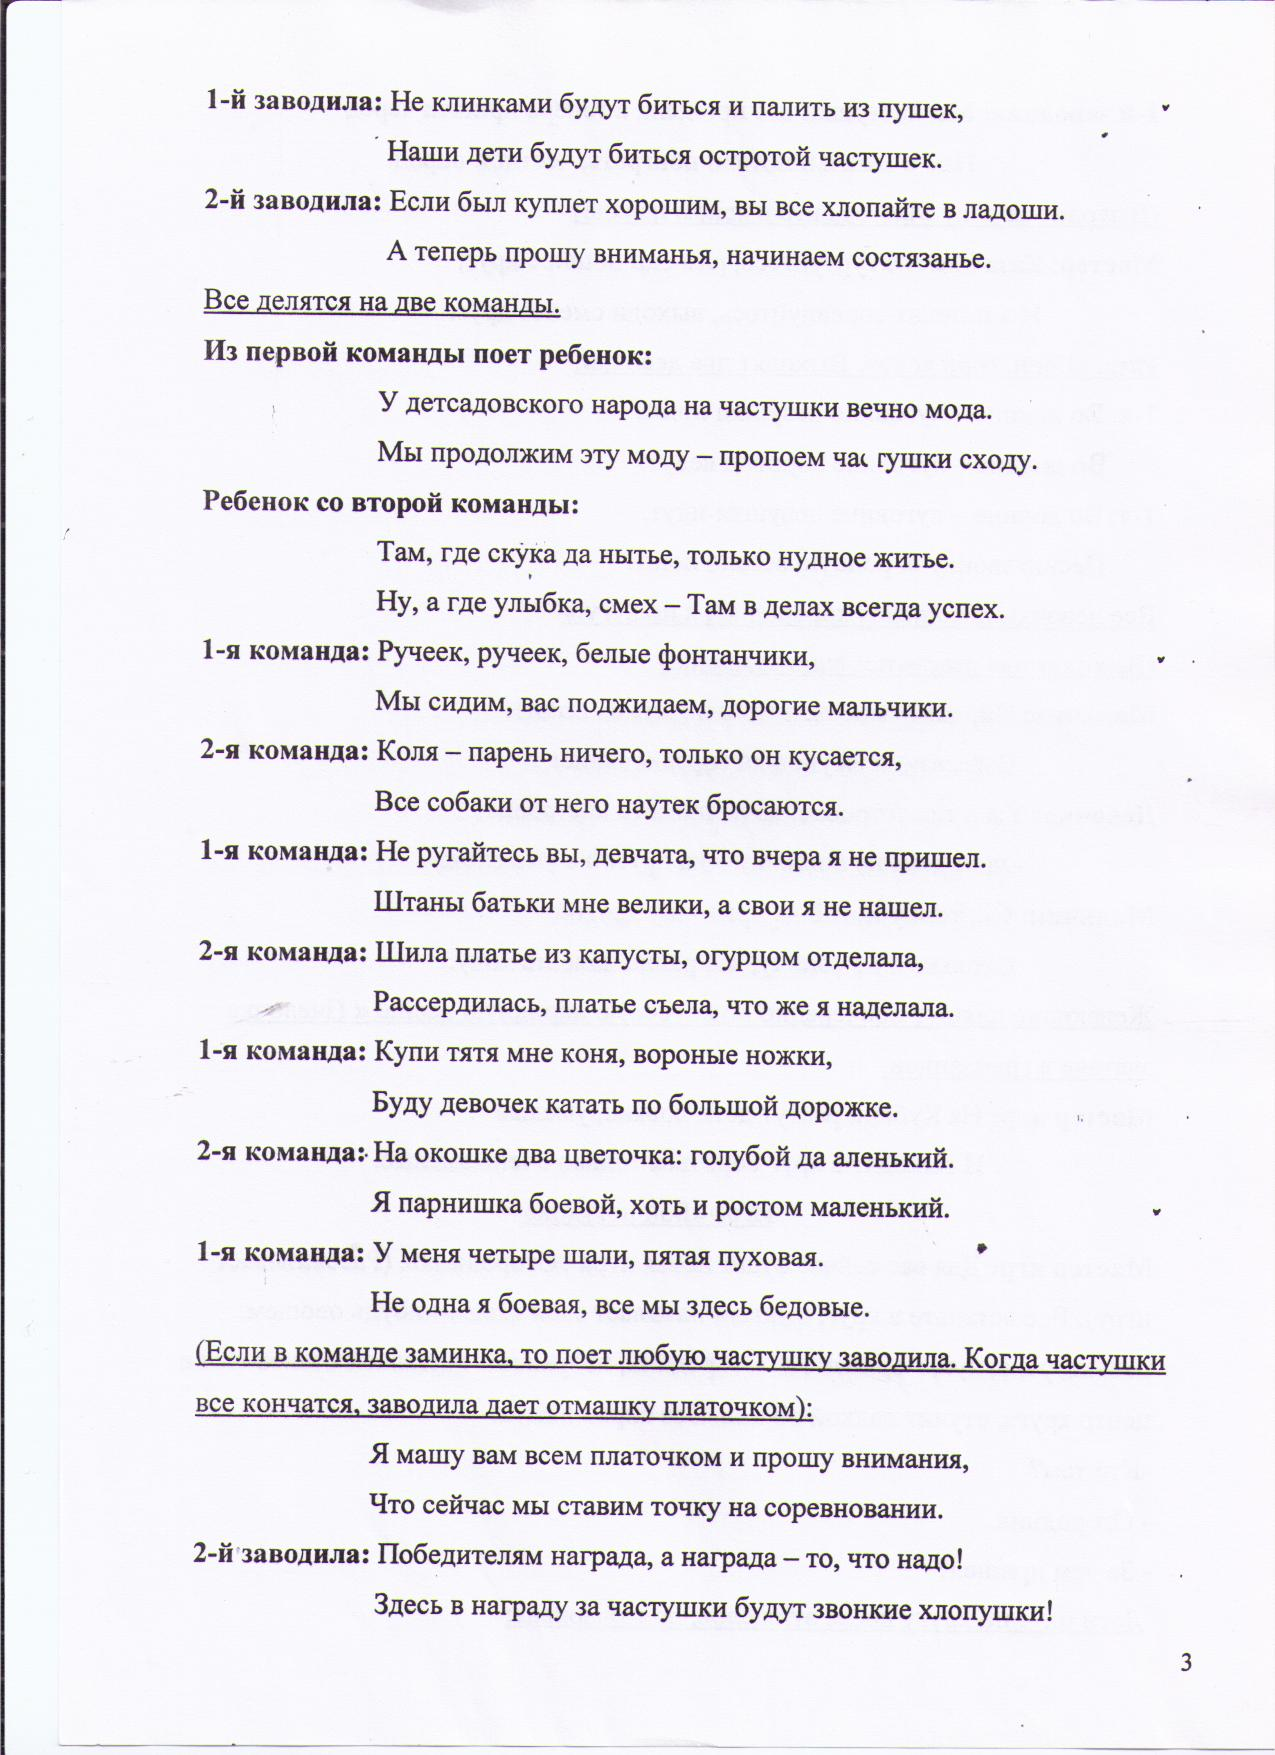 1-й заводила: Не клинками будут биться и палить из пушек,
Наши дети будут биться остротой частушек.
2-й заводила: Если был куплет хорошим, вы все хлопайте в ладоши.
А теперь прошу вниманья, начинаем состязанье.
Все делятся на две команды.
Из первой команды поет ребенок:
У детсадовского народа на частушки вечно мода.
Мы продолжим эту моду – пропоем частушки сходу.
Ребенок со второй команды:
Там, где скука да нытье, только нудное житье.
Ну, а где улыбка, смех – Там в делах всегда успех.
1-я команда: Ручеек, ручеек, белые фонтанчики,
Мы сидим, вас поджидаем, дорогие мальчики.
2-я команда: Коля – парень ничего, только он кусается,
Все собаки от него наутек бросаются.
1-я команда: Не ругайтесь вы, девчата, что вчера я не пришел.
Штаны батьки мне велики, а свои я не нашел.
2-я команда: Шила платье из капусты, огурцом отделала,
Рассердилась, платье съела, что же я наделала.
1-я команда: Купи тятя мне коня, вороные ножки,
Буду девочек катать по большой дорожке.
2-я команда: На окошке два цветочка: голубой да аленький.
Я парнишка боевой, хоть и ростом маленький.
1-я команда: У меня четыре шали, пятая пуховая.
Не одна я боевая, все мы здесь бедовые.
(Если в команде заминка, то поет любую частушку заводила. Когда частушки
все кончатся, заводила дает отмашку платочком):
Я машу вам всем платочком и прошу внимания,
Что сейчас мы ставим точку на соревновании.
2-й заводила: Победителям награда, а награда – то, что надо!
Здесь в награду за частушки будут звонкие хлопушки!
3